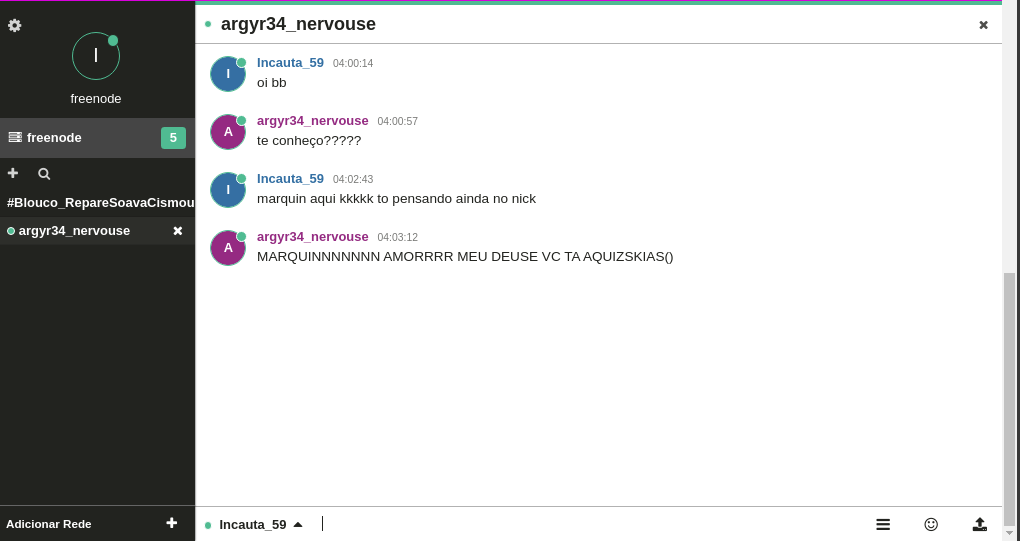 I
freenode
freenode 5
#Blouco_RepareSoavaCismou
argyr34_nervouse
Adicionar Rede
argyr34_nervouse
I
Incauta_59 04:00:14
oi bb
A
argyr34_nervouse 04:00:57
te conheço?????
I
Incauta_59 04:02:43
marquin aqui kkkkk to pensando ainda no nick
A
argyr34_nervouse 04:03:12
MARQUINNNNNNN AMORRRR MEU DEUSE VC TA AQUIZSKIAS()
Incauta_59